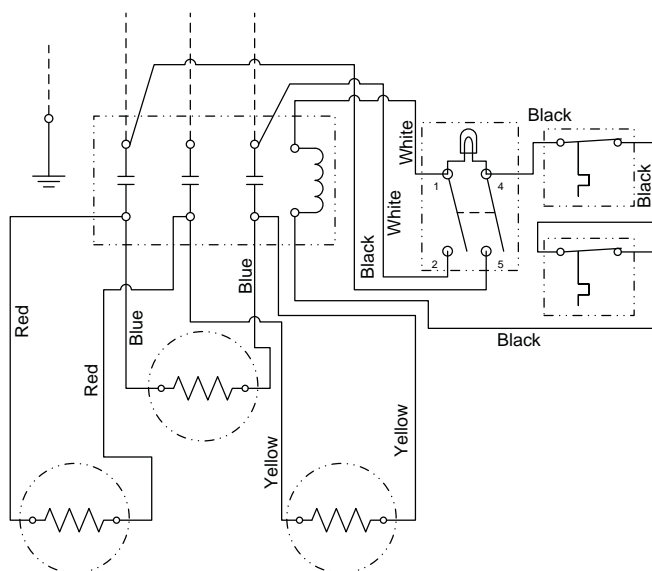 Black
White
Black
1
4
White
Black
Blue
2
5
Red
Blue
Red
Black
Yellow
Yellow